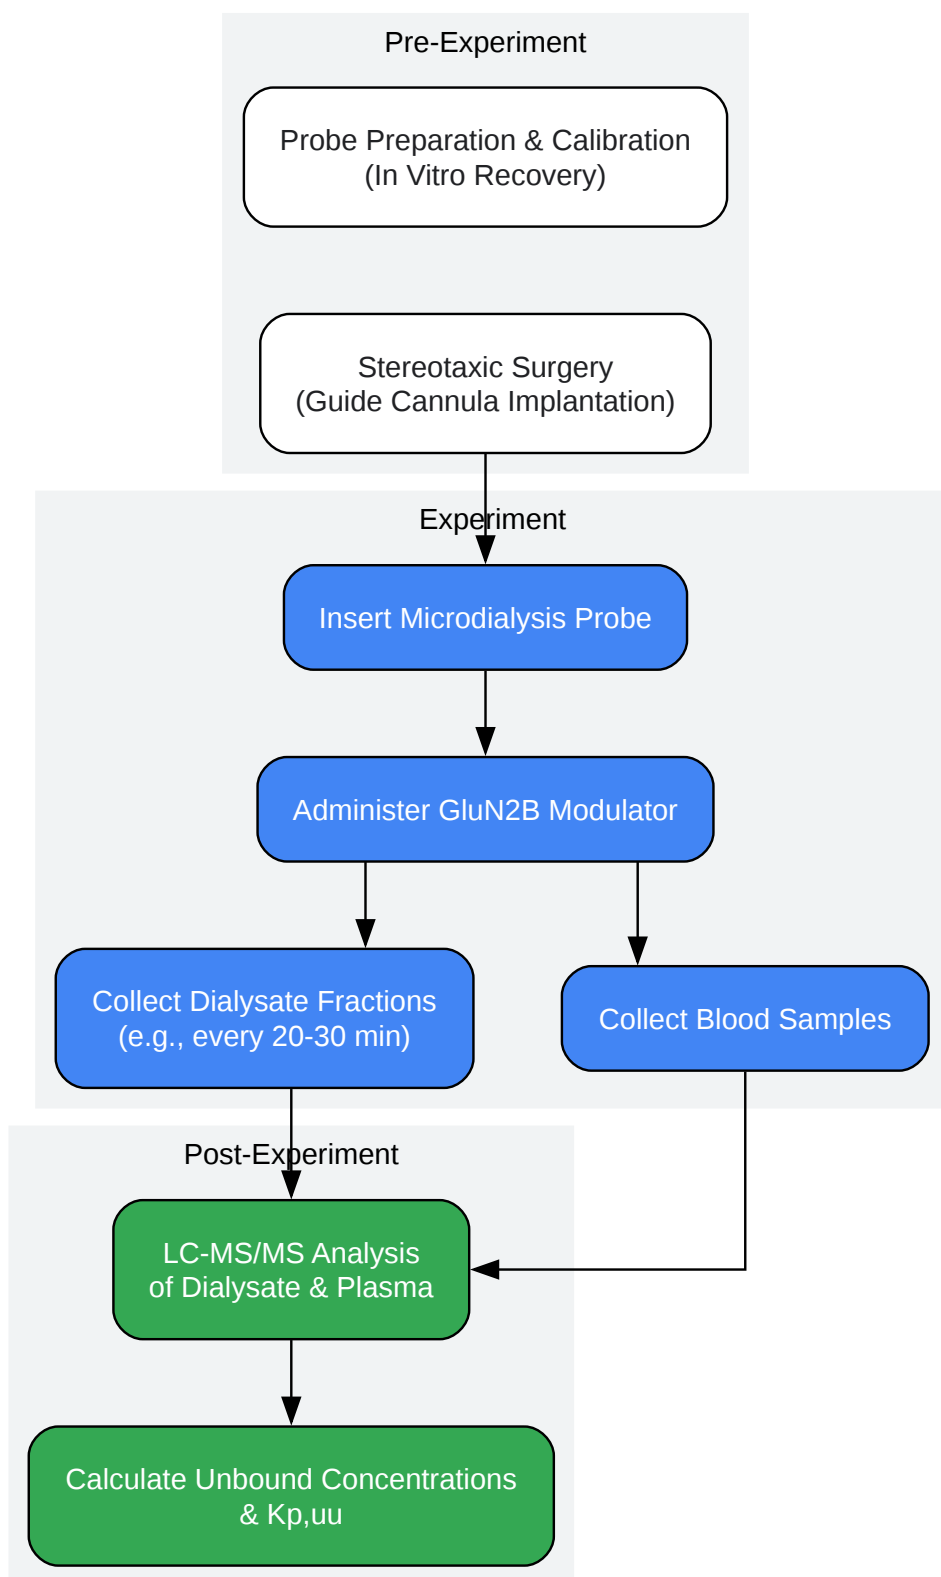 Pre-Experiment
Probe Preparation & Calibration
(In Vitro Recovery)
Stereotaxic Surgery
(Guide Cannula Implantation)
Experiment
Insert Microdialysis Probe
Administer GluN2B Modulator
Collect Dialysate Fractions
(e.g., every 20-30 min)
Collect Blood Samples
Post-Experiment
LC-MS/MS Analysis
of Dialysate & Plasma
Calculate Unbound Concentrations
& Kp,uu